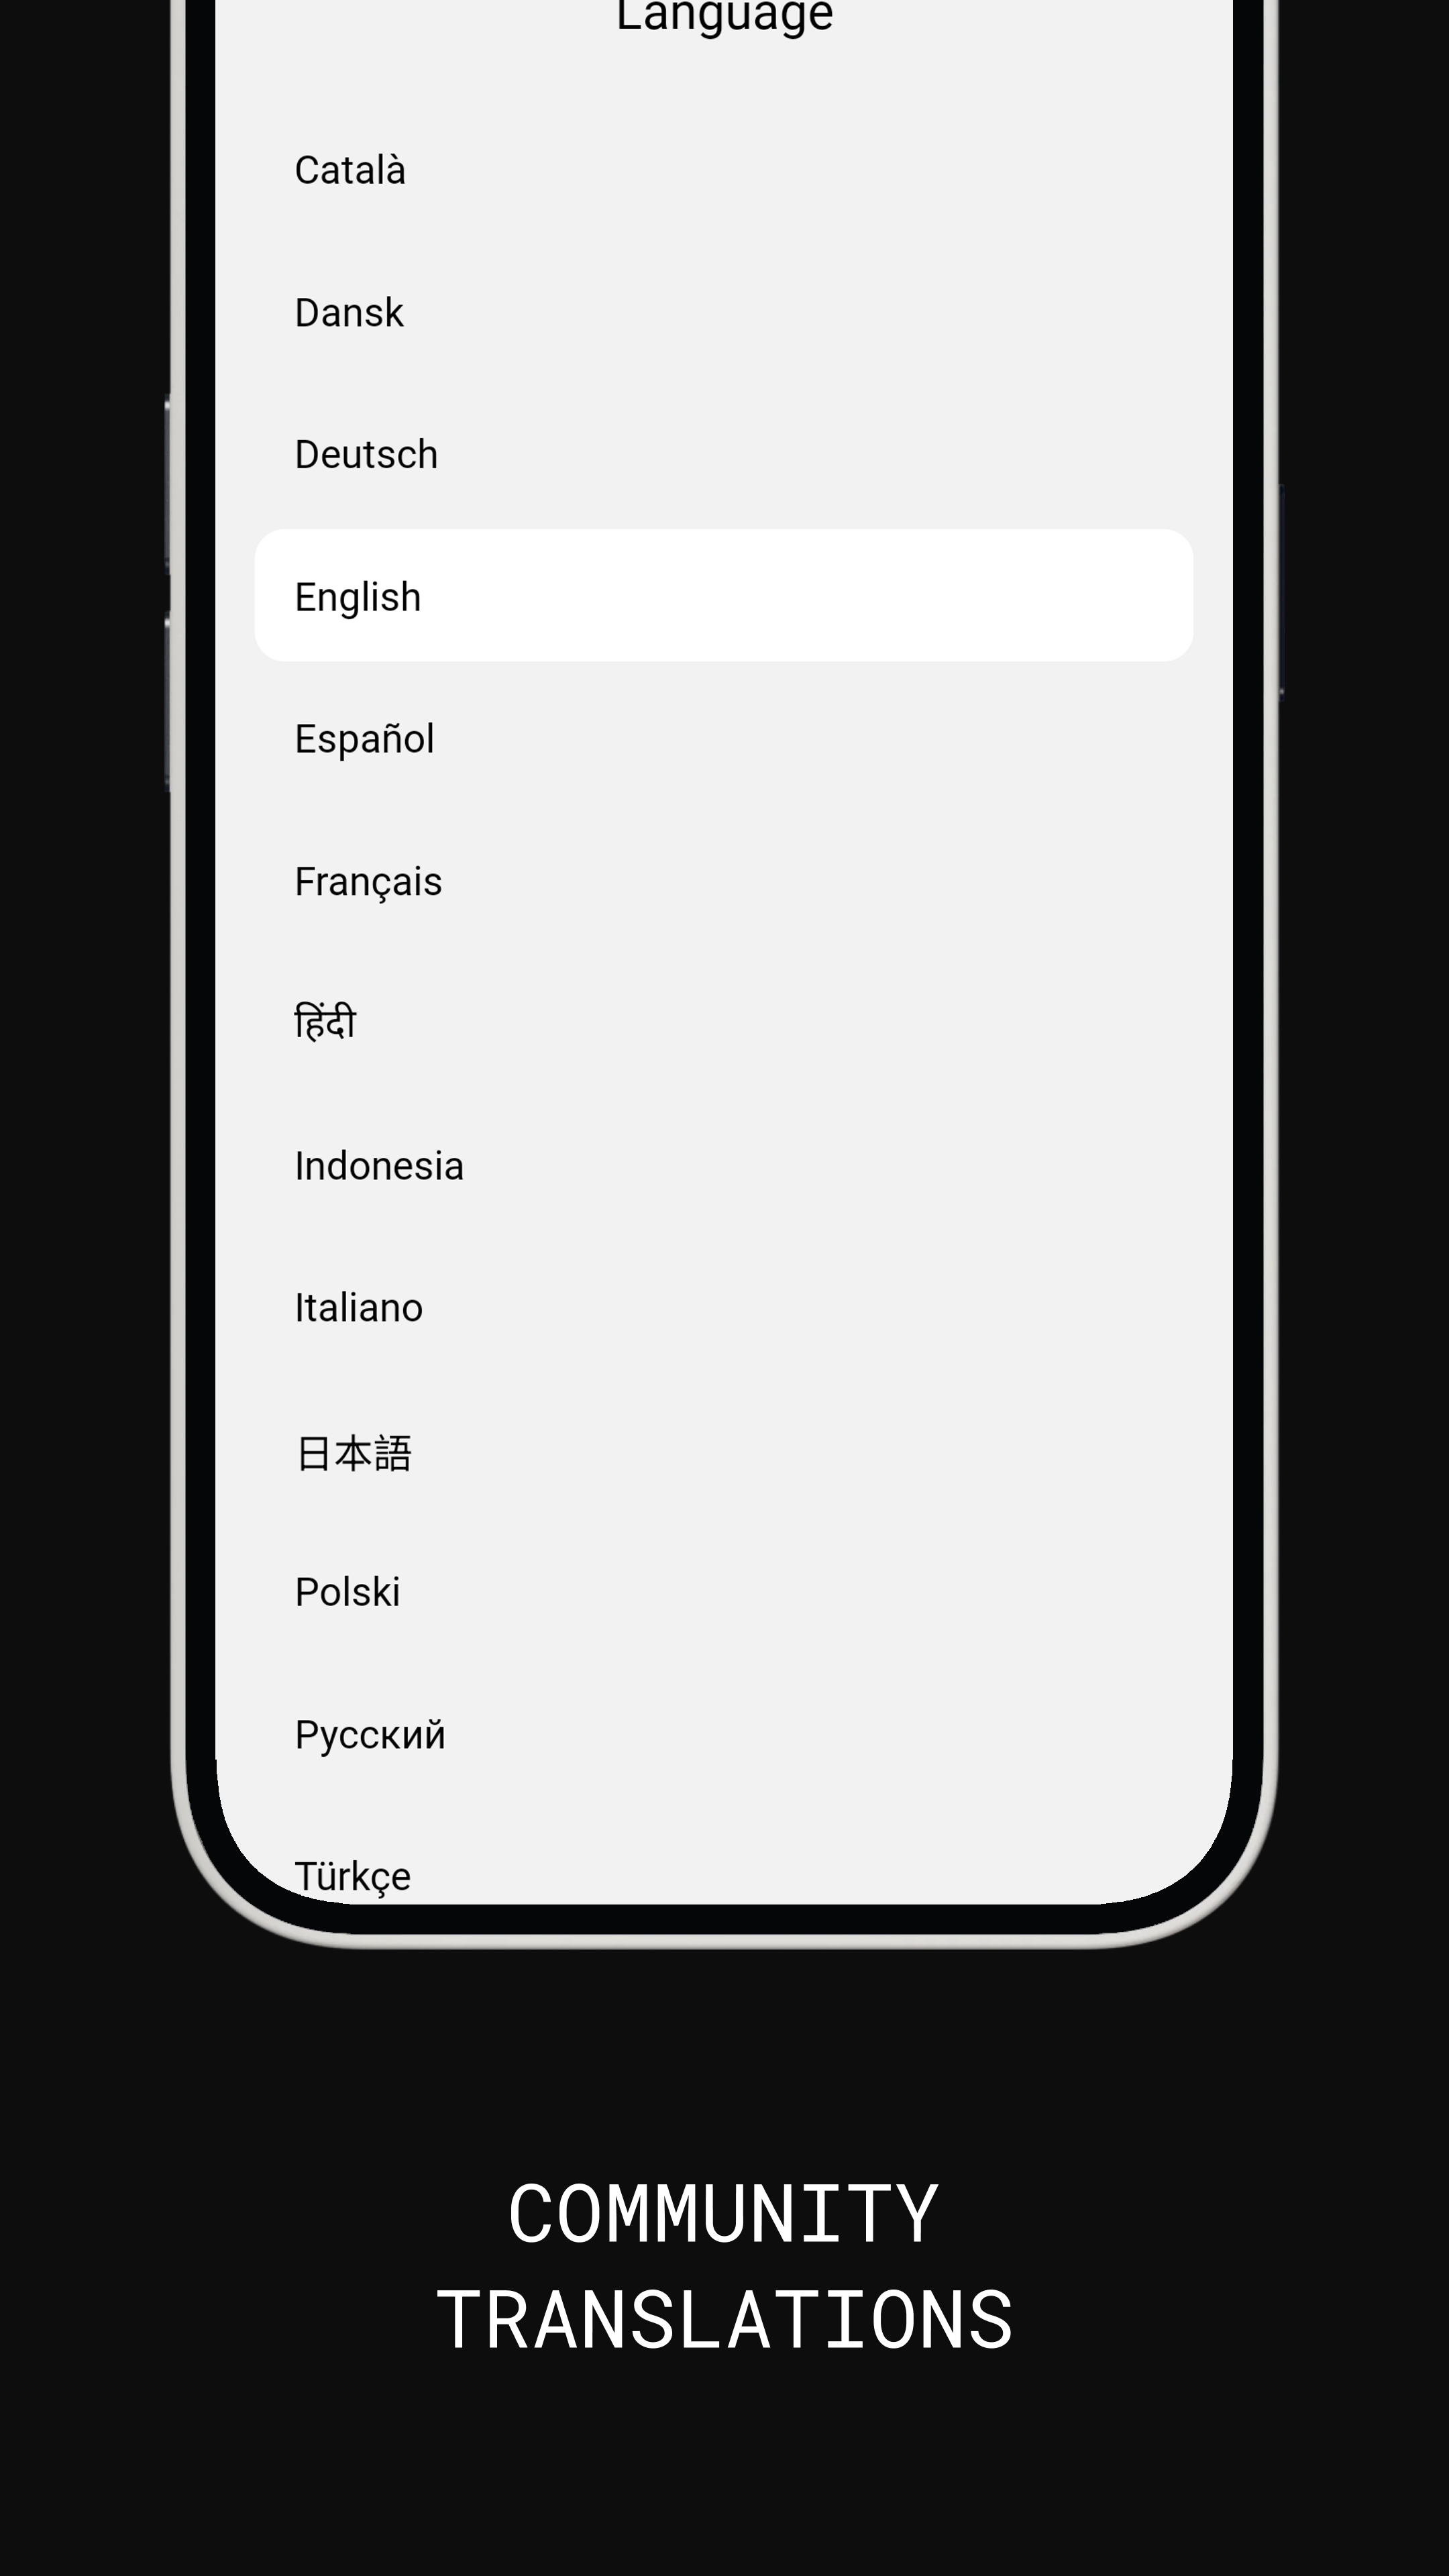 Language
Català
Dansk
Deutsch
English
Español
Français
हिंदी
Indonesia
Italiano
日本語
Polski
Русский
Türkçe
COMMUNITY
TRANSLATIONS